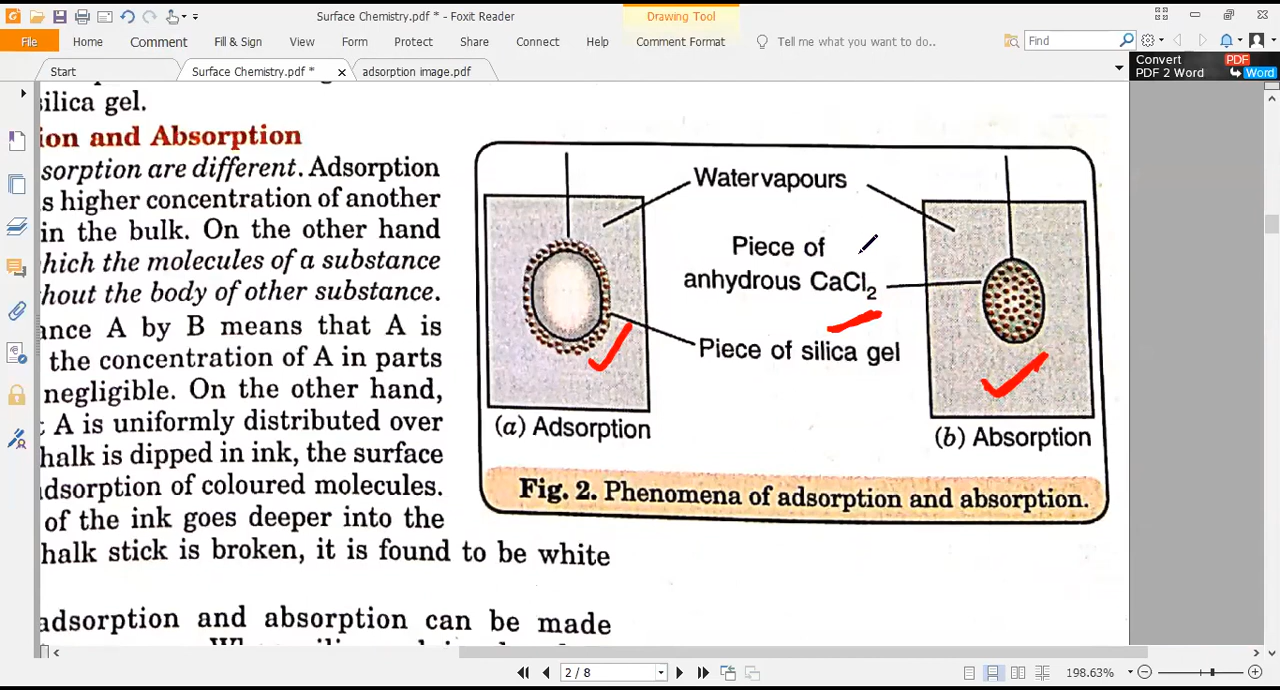 Surface Chemistry.pdf * - Foxit Reader
Drawing Tool
File Home Comment Fill & Sign View Form Protect Share Connect Help Comment Format Tell me what you want to do.. Find
Start Surface Chemistry.pdf * adsorption image.pdf
Convert PDF
PDF 2 Word Word
silica gel.
ion and Absorption
sorption are different. Adsorption
s higher concentration of another
in the bulk. On the other hand
hich the molecules of a substance
hout the body of other substance.
ance A by B means that A is
the concentration of A in parts
negligible. On the other hand,
A is uniformly distributed over
halk is dipped in ink, the surface
dsorption of coloured molecules.
of the ink goes deeper into the
halk stick is broken, it is found to be white
adsorption and absorption can be made
Water vapours
Piece of
anhydrous CaCl₂
Piece of silica gel
(a) Adsorption
(b) Absorption
Fig. 2. Phenomena of adsorption and absorption.
2 / 8
198.63%